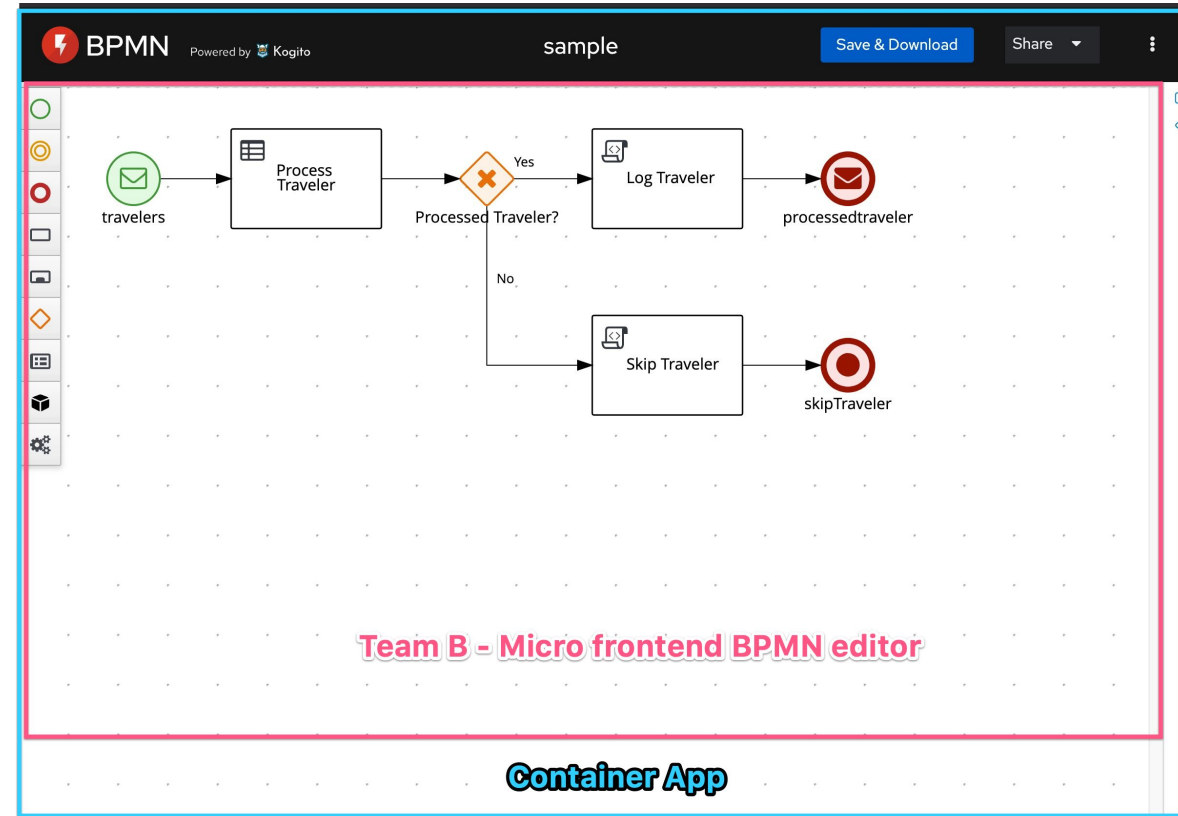 BPMN Powered by Kogito
sample
Save & Download
Share
Process
Traveler
Yes
Log Traveler
travelers
Processed Traveler?
processedtraveler
No
Skip Traveler
skipTraveler
Team B - Micro frontend BPMN editor
Container App